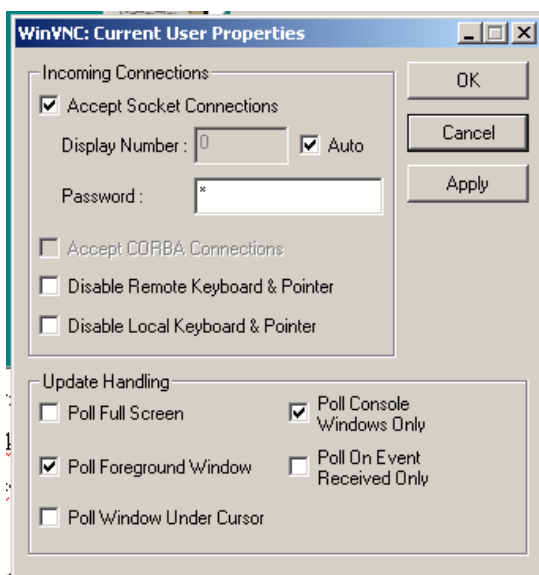 WinVNC: Current User Properties
Incoming Connections
OK
Accept Socket Connections
Display Number : 0
Auto
Cancel
Password : *
Apply
Accept CORBA Connections
Disable Remote Keyboard & Pointer
Disable Local Keyboard & Pointer
Update Handling
Poll Full Screen
Poll Console
Windows Only
Poll Foreground Window
Poll On Event
Received Only
Poll Window Under Cursor